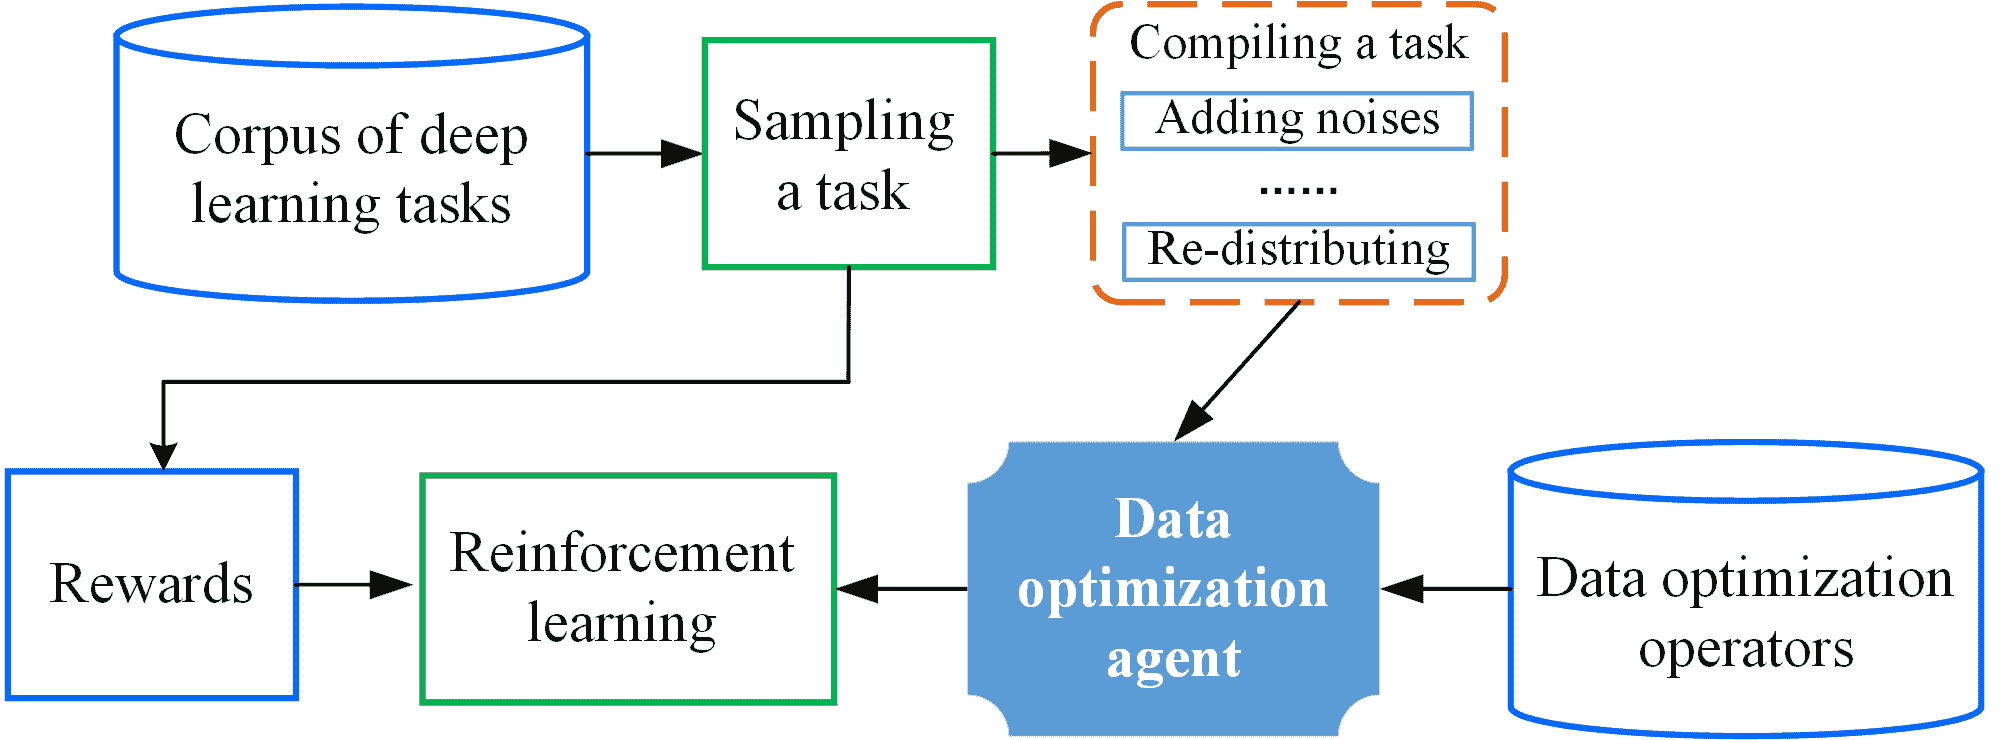 Corpus of deep
learning tasks
Sampling
a task
Compiling a task
Adding noises
......
Re-distributing
Rewards
Reinforcement
learning
Data
optimization
agent
Data optimization
operators